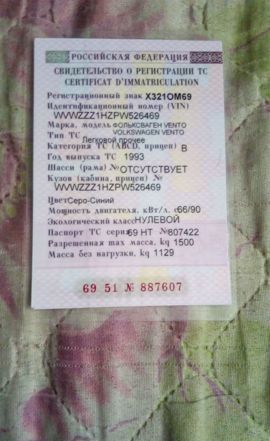 РОССИЙСКАЯ ФЕДЕРАЦИЯ
СВИДЕТЕЛЬСТВО О РЕГИСТРАЦИИ ТС
CERTIFICAT D'IMMATRICULATION
Регистрационный знак Х321ОМ69
Идентификационный номер (VIN)
WVWZZZ1HZPW526469
Марка, модель ФОЛЬКСВАГЕН VENTO
VOLKSWAGEN VENTO
Тип ТС Легковой прочее
Категория ТС (ABCD, прицеп) B
Год выпуска ТС 1993
Шасси (рама) № ОТСУТСТВУЕТ
Кузов (кабина, прицеп) №
WVWZZZ1HZPW526469
Цвет Серо-Синий
Мощность двигателя, кВт/л. с. 66/90
Экологический класс НУЛЕВОЙ
Паспорт ТС серия 69 НТ № 807422
Разрешенная max масса, kg 1500
Масса без нагрузки, kg 1129
69 51 № 887607